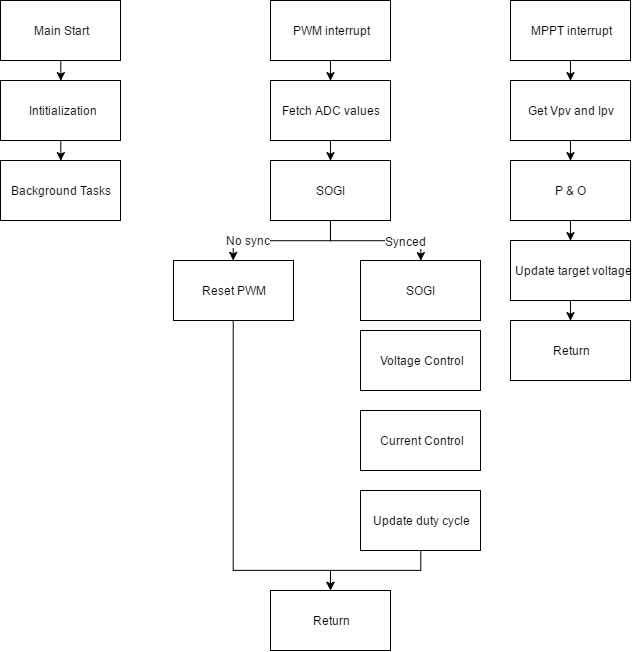 Main Start
Intitialization
Background Tasks
PWM interrupt
Fetch ADC values
SOGI
No sync
Synced
Reset PWM
SOGI
Voltage Control
Current Control
Update duty cycle
Return
MPPT interrupt
Get Vpv and Ipv
P & O
Update target voltage
Return